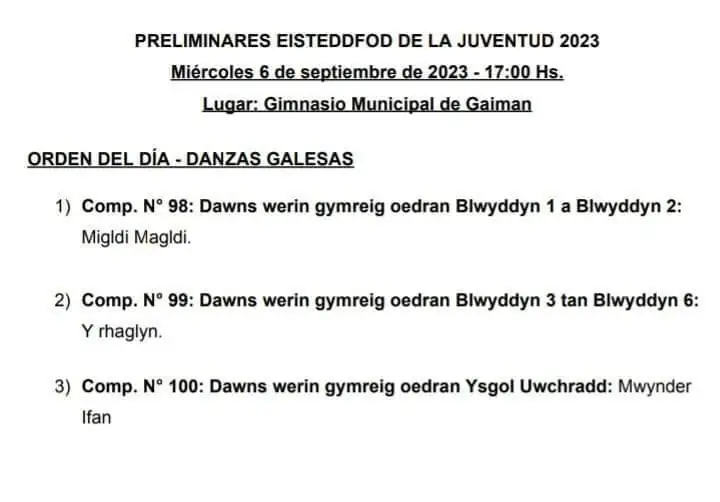 PRELIMINARES EISTEDDFOD DE LA JUVENTUD 2023
Miércoles 6 de septiembre de 2023 - 17:00 Hs.
Lugar: Gimnasio Municipal de Gaiman
ORDEN DEL DÍA - DANZAS GALESAS
1) Comp. N° 98: Dawns werin gymreig oedran Blwyddyn 1 a Blwyddyn 2:
Migldi Magldi.
2) Comp. N° 99: Dawns werin gymreig oedran Blwyddyn 3 tan Blwyddyn 6:
Y rhaglyn.
3) Comp. N° 100: Dawns werin gymreig oedran Ysgol Uwchradd: Mwynder
Ifan